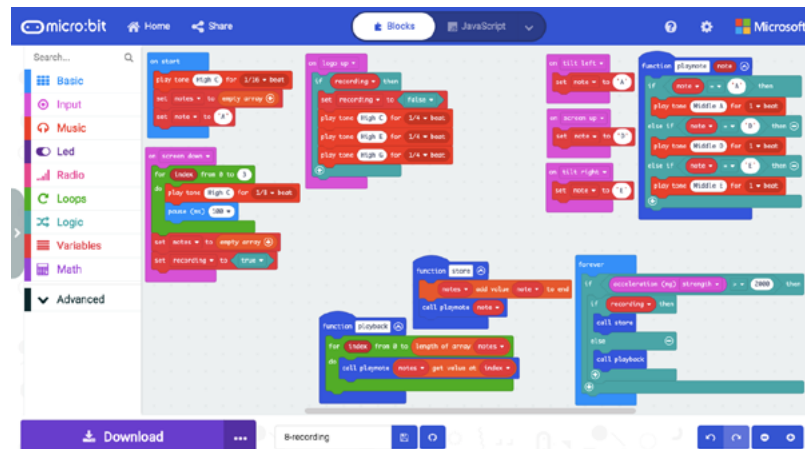 micro:bit Home Share Blocks JavaScript Microsoft
Search...
Basic
Input
Music
Led
Radio
Loops
Logic
Variables
Math
Advanced
on start
play tone High C for 1/16 beat
set notes to empty array
set note to "A"
on screen down
for index from 0 to 3
do play tone High C for 1/8 beat
pause (ms) 100
set notes to empty array
set recording to true
on logo up
if recording then
set recording to false
play tone High C for 1/4 beat
play tone High E for 1/4 beat
play tone High G for 1/4 beat
on tilt left
set note to "A"
on screen up
set note to "D"
on tilt right
set note to "E"
function playnote note
if note = "A" then
play tone Middle A for 1 beat
else if note = "D" then
play tone Middle D for 1 beat
else if note = "E" then
play tone Middle E for 1 beat
function store
notes add value note to end
call playnote note
function playback
for index from 0 to length of array notes
do call playnote notes get value at index
forever
if acceleration (mg) strength > 2000 then
if recording then
call store
else
call playback
Download ... 8-recording